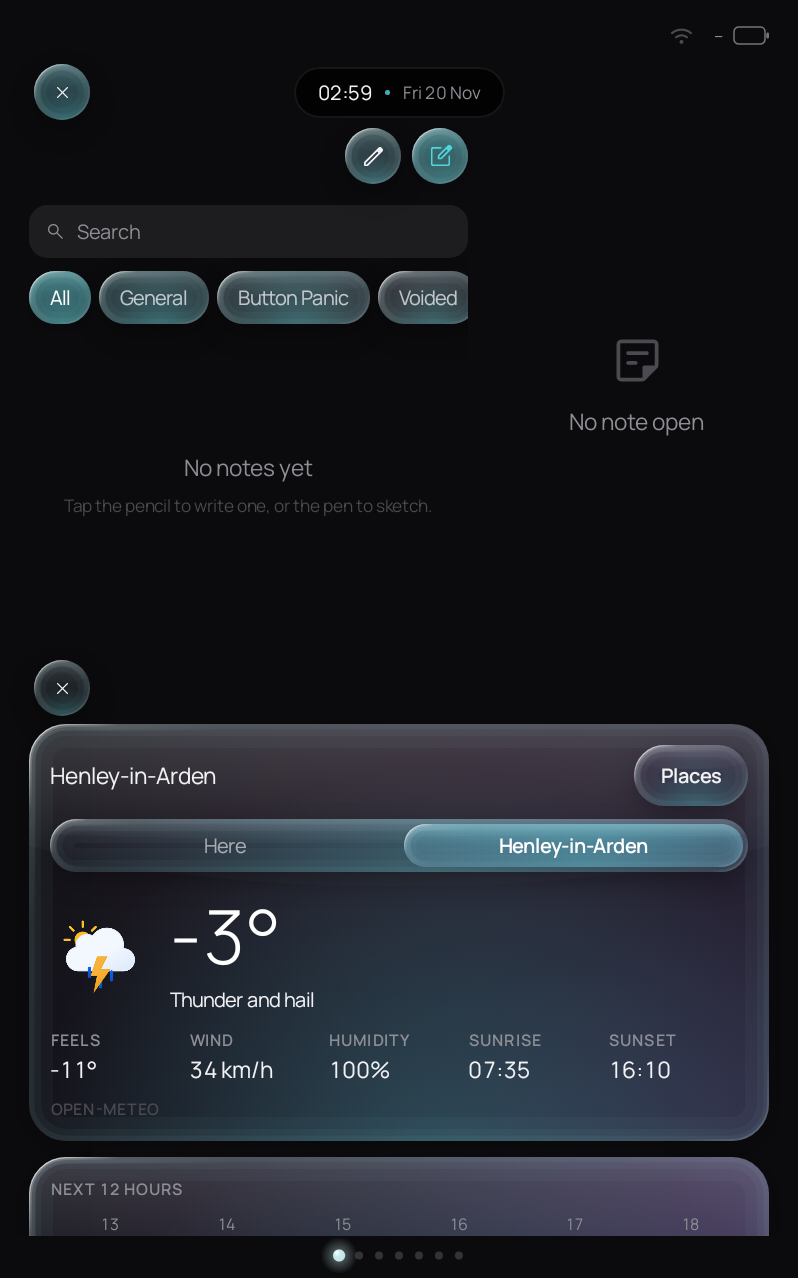 –
02:59 • Fri 20 Nov
Search
All General Button Panic Voided
No note open
No notes yet
Tap the pencil to write one, or the pen to sketch.
Henley-in-Arden Places
Here Henley-in-Arden
-3°
Thunder and hail
FEELS WIND HUMIDITY SUNRISE SUNSET
-11° 34 km/h 100% 07:35 16:10
OPEN-METEO
NEXT 12 HOURS
13 14 15 16 17 18